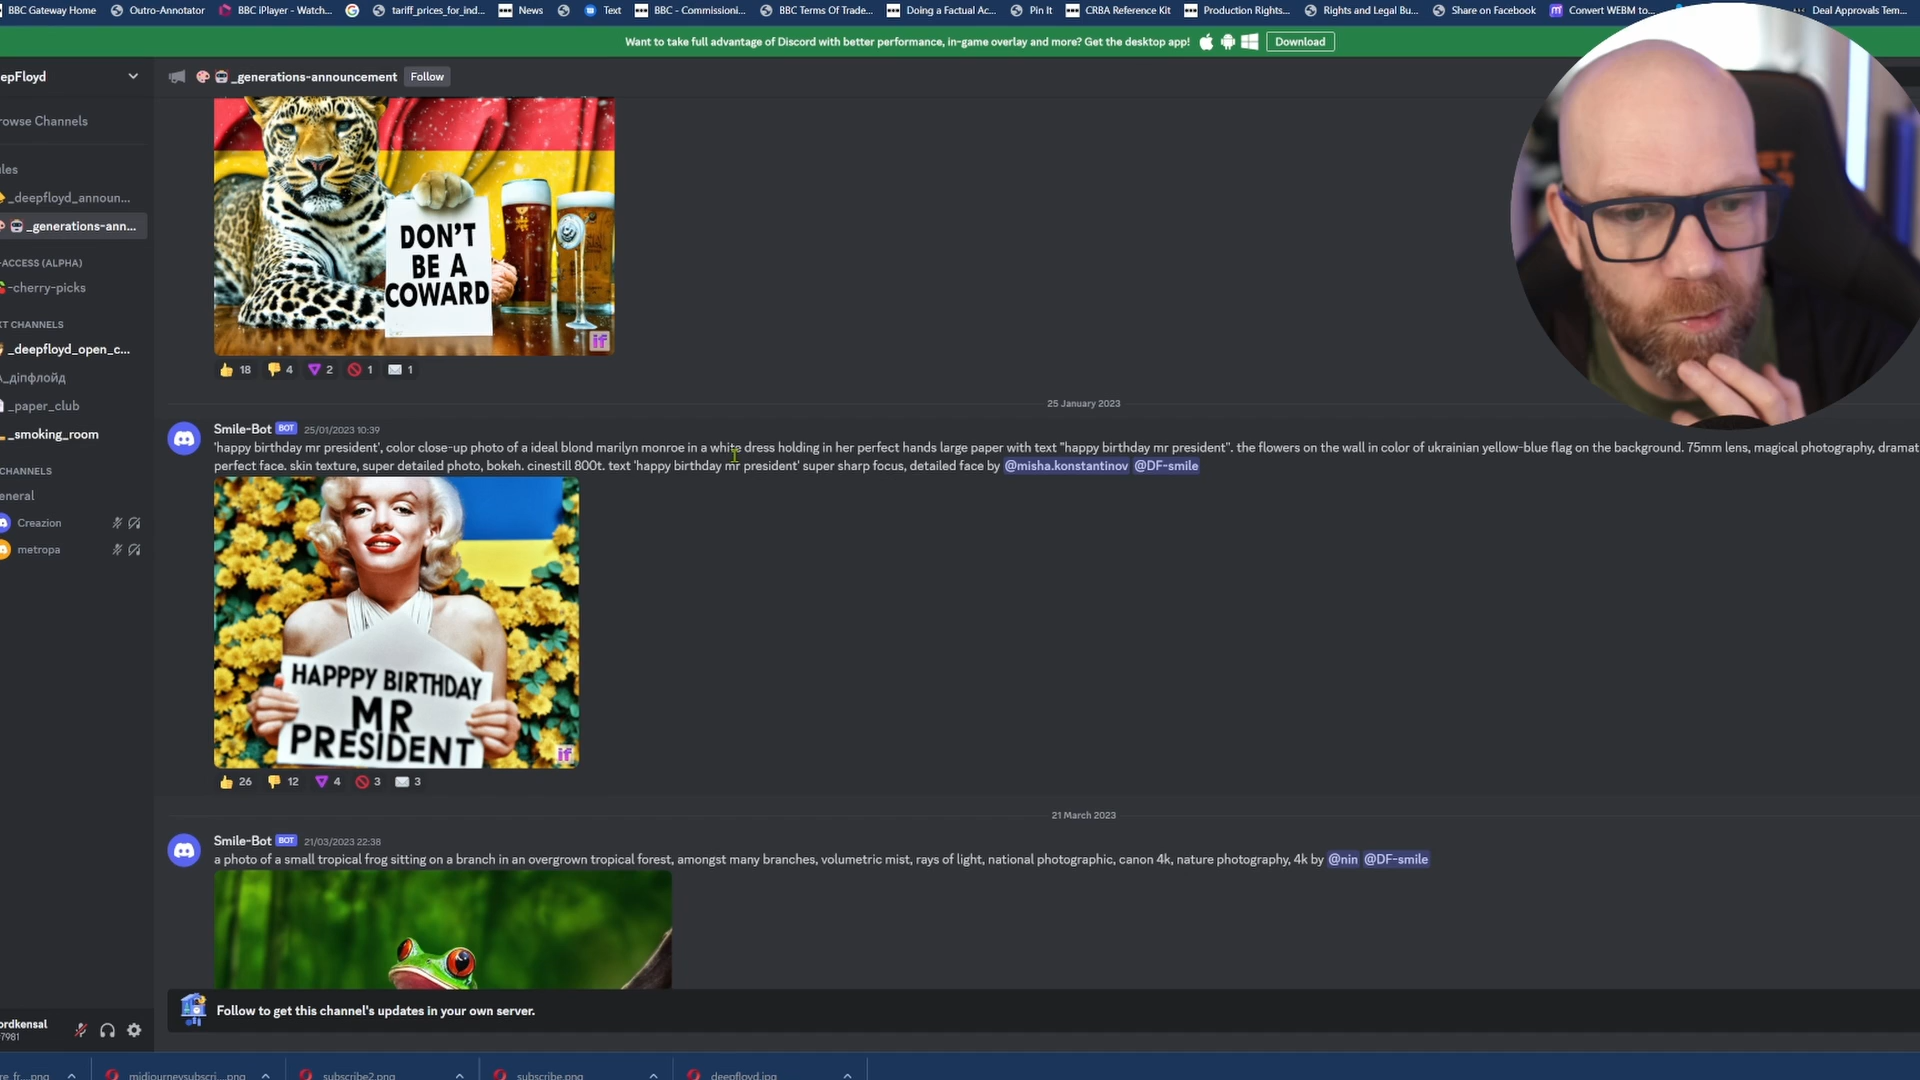 BBC Gateway Home Outro-Annotator BBC iPlayer - Watch... tariff_prices_for_ind... News Text BBC - Commissioni... BBC Terms Of Trade... Doing a Factual Ac... Pin It CRBA Reference Kit Production Rights... Rights and Legal Bu... Share on Facebook Convert WEBM to... Deal Approvals Tem...
Want to take full advantage of Discord with better performance, in-game overlay and more? Get the desktop app! Download
epFloyd
_generations-announcement Follow
rowse Channels
ules
_deepfloyd_announ...
_generations-ann...
-ACCESS (ALPHA)
-cherry-picks
XT CHANNELS
_deepfloyd_open_c...
_діпфлойд
_paper_club
_smoking_room
CHANNELS
eneral
Creazion
metropa
DON'T
BE A
COWARD
if
18 4 2 1 1
25 January 2023
Smile-Bot BOT 25/01/2023 10:39
'happy birthday mr president', color close-up photo of a ideal blond marilyn monroe in a white dress holding in her perfect hands large paper with text "happy birthday mr president". the flowers on the wall in color of ukrainian yellow-blue flag on the background. 75mm lens, magical photography, dramat
perfect face. skin texture, super detailed photo, bokeh. cinestill 800t. text 'happy birthday mr president' super sharp focus, detailed face by @misha.konstantinov @DF-smile
HAPPPY BIRTHDAY
MR
PRESIDENT
if
26 12 4 3 3
21 March 2023
Smile-Bot BOT 21/03/2023 22:38
a photo of a small tropical frog sitting on a branch in an overgrown tropical forest, amongst many branches, volumetric mist, rays of light, national photographic, canon 4k, nature photography, 4k by @nin @DF-smile
Follow to get this channel's updates in your own server.
ordkensal
7981
re_fr....png midjourneysubscri....png subscribe2.png subscribe.png deepfloyd.jpg